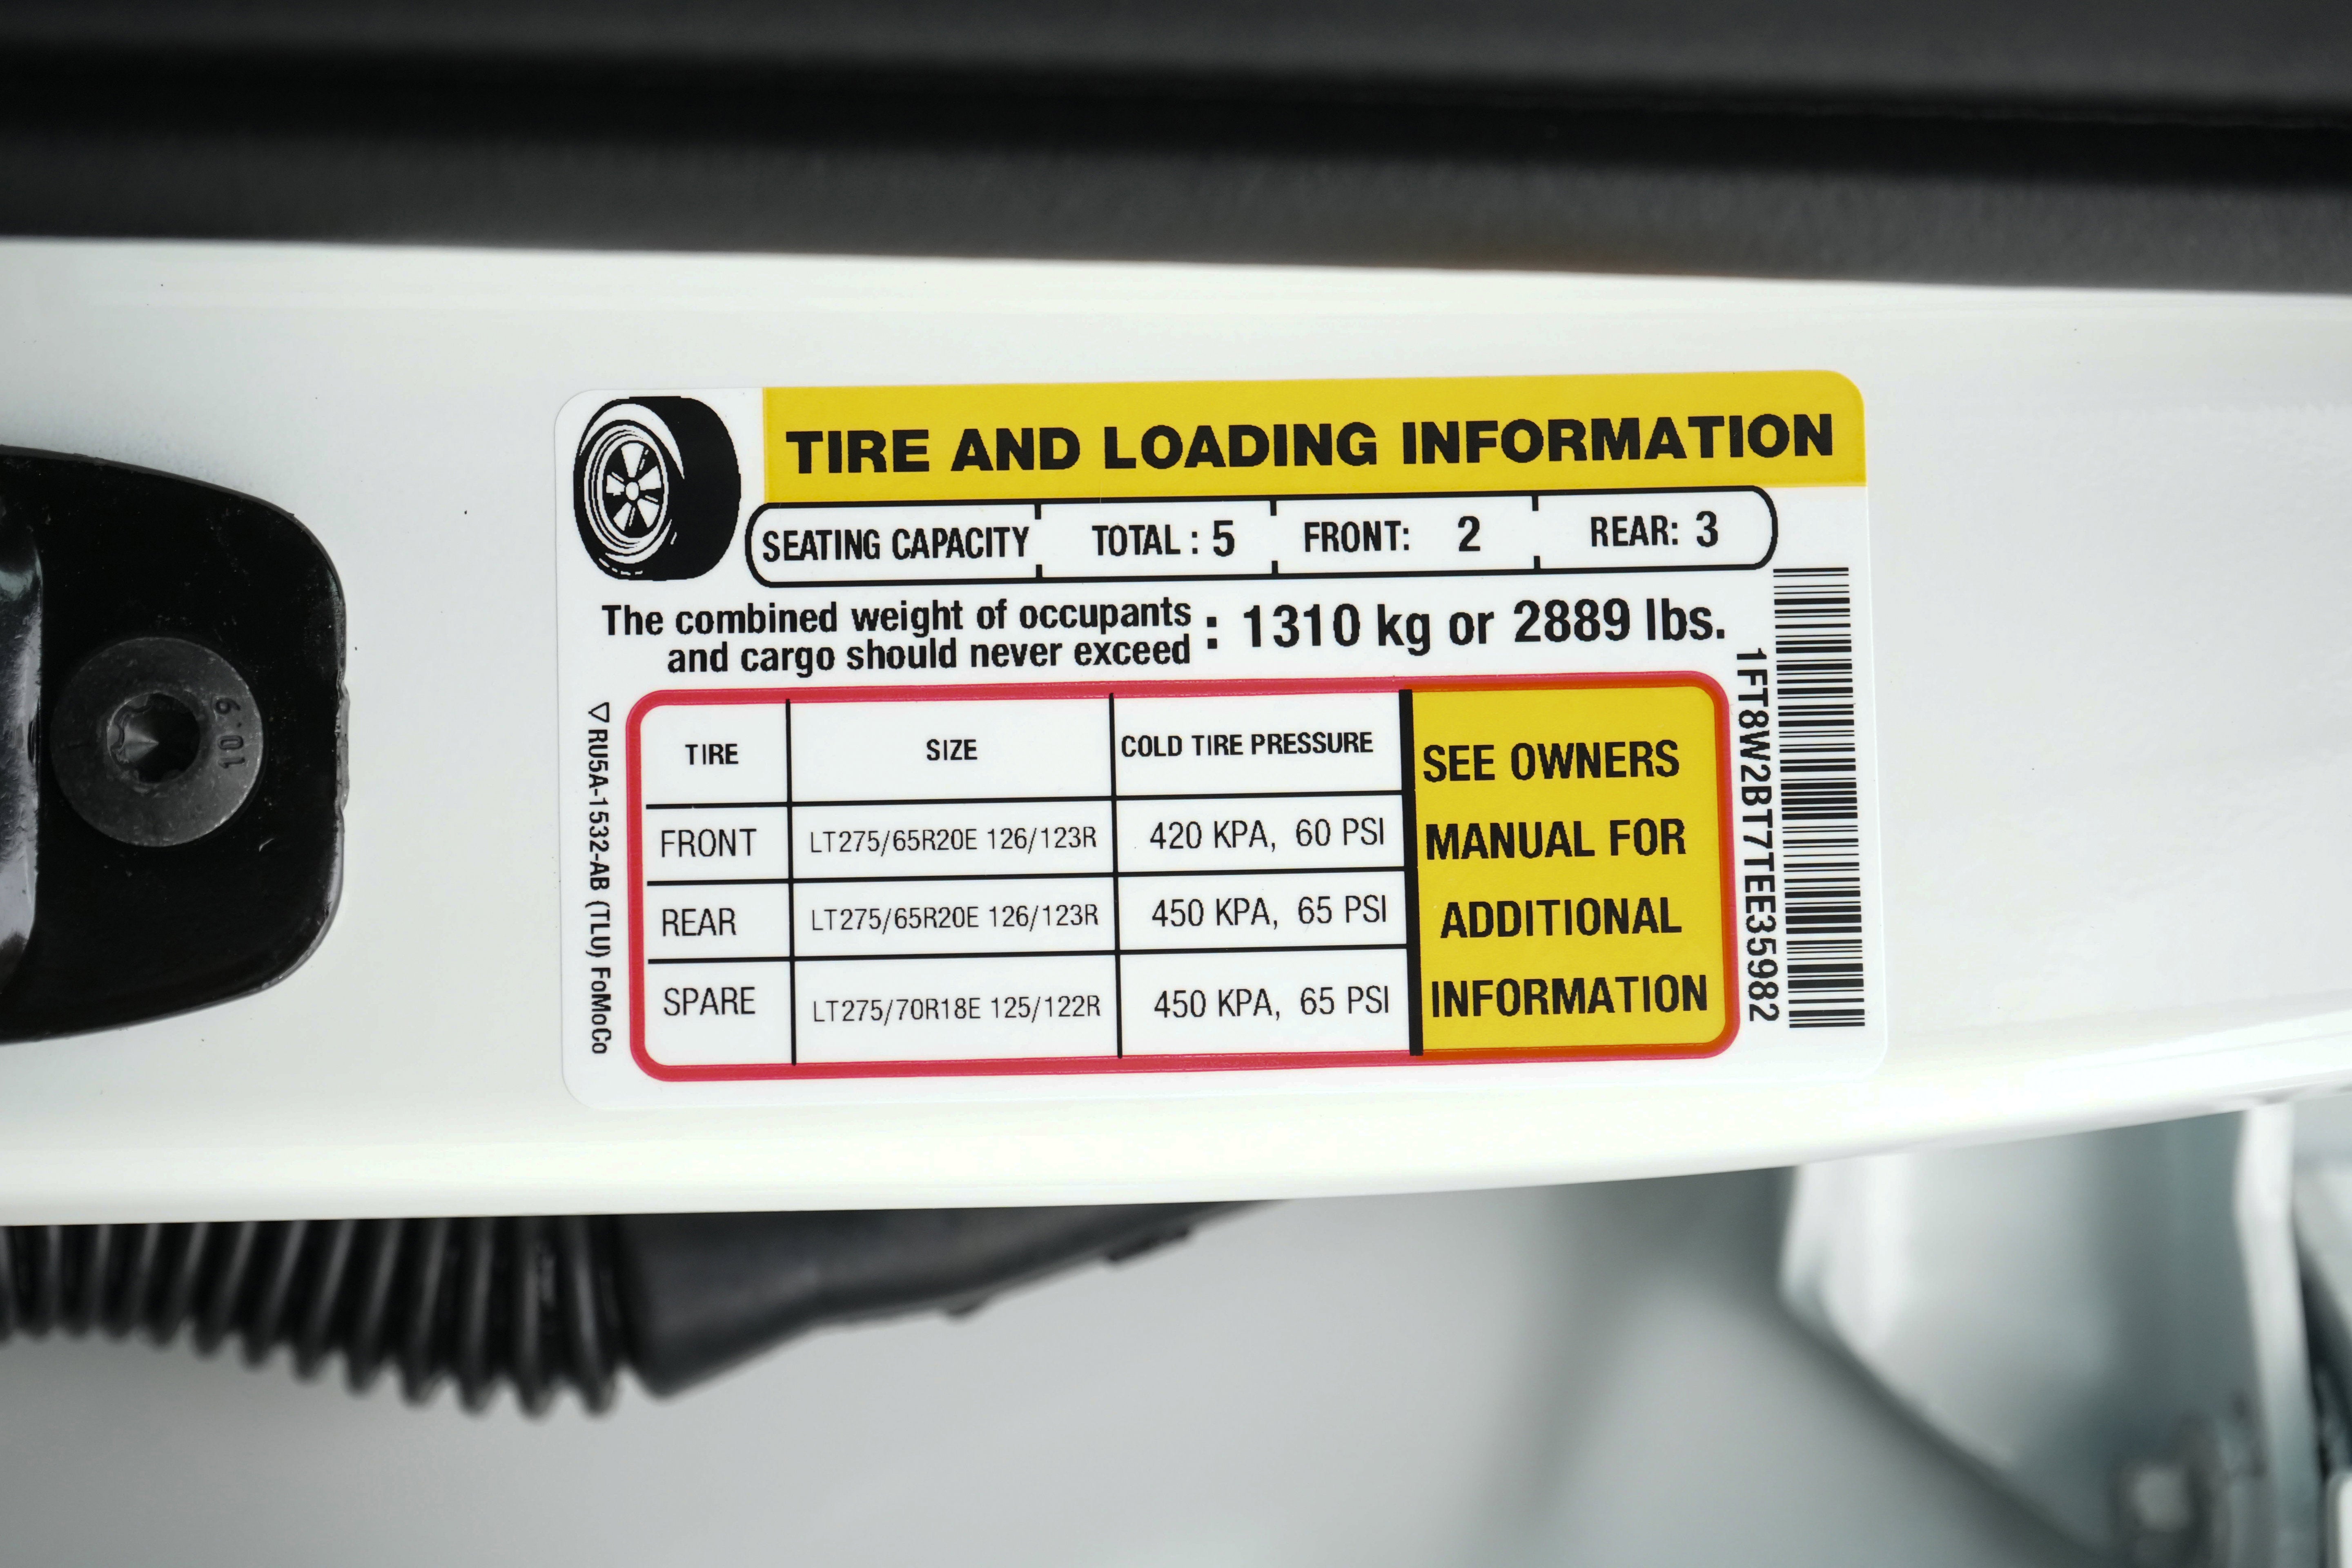 TIRE AND LOADING INFORMATION
SEATING CAPACITY TOTAL : 5 FRONT: 2 REAR: 3
The combined weight of occupants
and cargo should never exceed : 1310 kg or 2889 lbs.
TIRE SIZE COLD TIRE PRESSURE
FRONT LT275/65R20E 126/123R 420 KPA, 60 PSI
REAR LT275/65R20E 126/123R 450 KPA, 65 PSI
SPARE LT275/70R18E 125/122R 450 KPA, 65 PSI
SEE OWNERS
MANUAL FOR
ADDITIONAL
INFORMATION
1FT8W2BT7TEE35982
▽ RU5A-1532-AB (TLU) FoMoCo
10.9